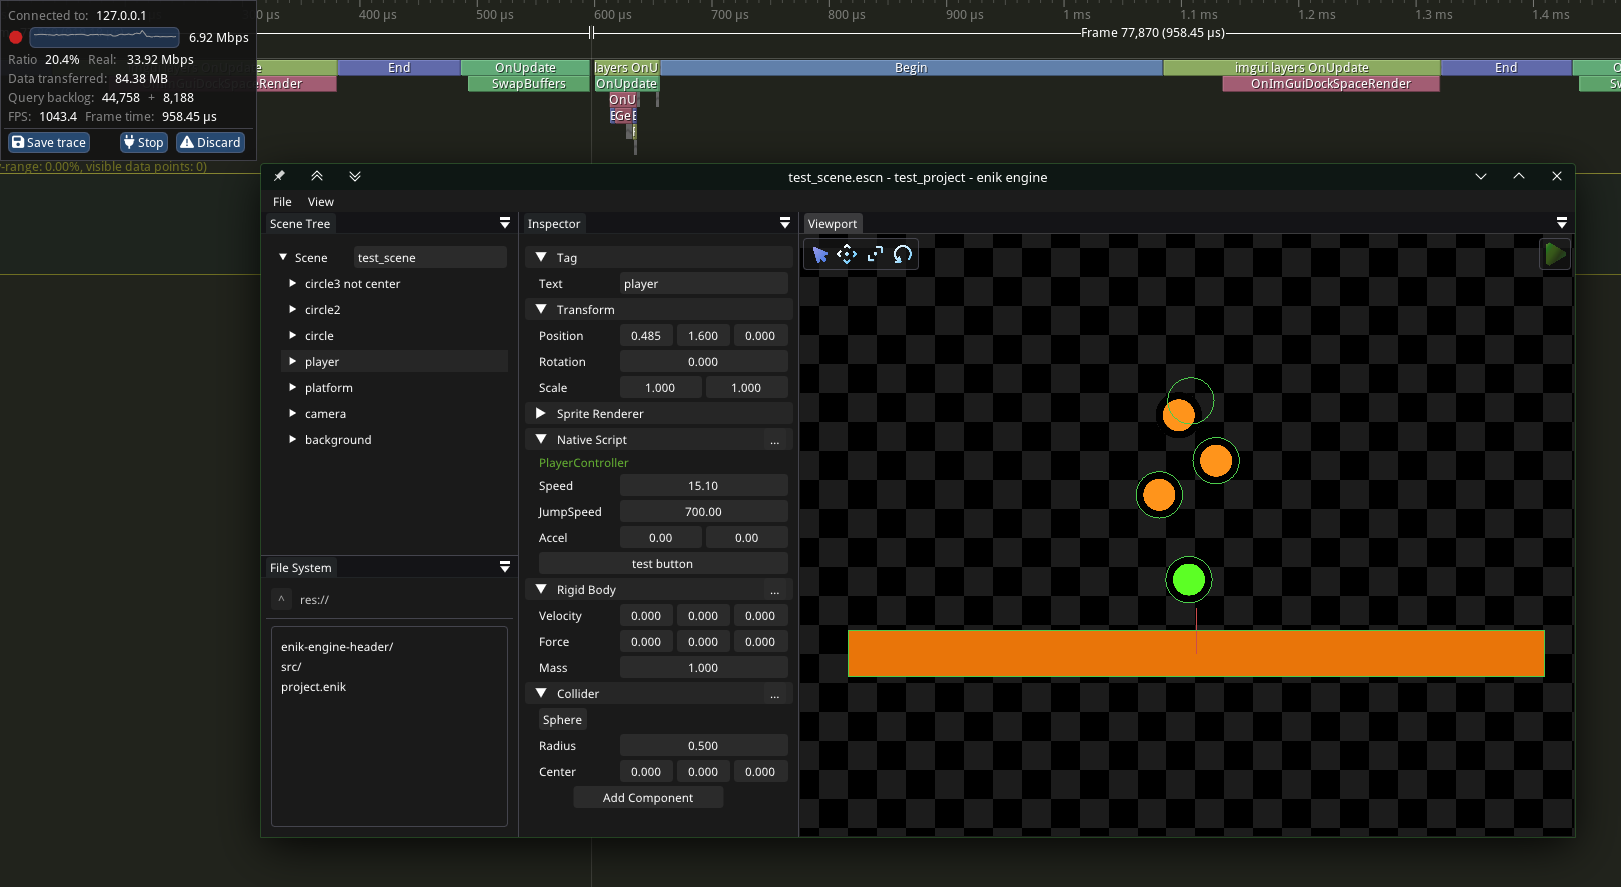 Connected to: 127.0.0.1
6.92 Mbps
Ratio 20.4% Real: 33.92 Mbps
Data transferred: 84.38 MB
Query backlog: 44,758 + 8,188
FPS: 1043.4 Frame time: 958.45 µs
Save trace Stop Discard
-range: 0.00%, visible data points: 0)
400 µs 500 µs 600 µs 700 µs 800 µs 900 µs 1 ms 1.1 ms 1.2 ms 1.3 ms 1.4 ms
Frame 77,870 (958.45 µs)
End OnUpdate layers OnU Begin imgui layers OnUpdate End
SwapBuffers OnUpdate OnImGuiDockSpaceRender
OnU
Ge
test_scene.escn - test_project - enik engine
File View
Scene Tree
Scene test_scene
circle3 not center
circle2
circle
player
platform
camera
background
File System
^ res://
enik-engine-header/
src/
project.enik
Inspector
Tag
Text player
Transform
Position 0.485 1.600 0.000
Rotation 0.000
Scale 1.000 1.000
Sprite Renderer
Native Script ...
PlayerController
Speed 15.10
JumpSpeed 700.00
Accel 0.00 0.00
test button
Rigid Body ...
Velocity 0.000 0.000 0.000
Force 0.000 0.000 0.000
Mass 1.000
Collider ...
Sphere
Radius 0.500
Center 0.000 0.000 0.000
Add Component
Viewport